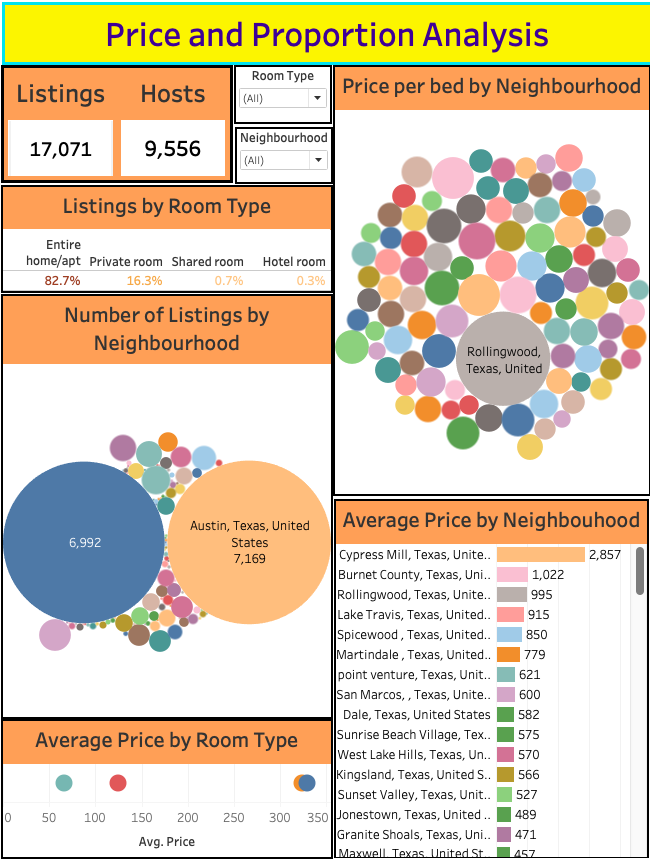 Price and Proportion Analysis
Listings Hosts
17,071 9,556
Room Type
(All)
Neighbourhood
(All)
Listings by Room Type
Entire
home/apt Private room Shared room Hotel room
82.7% 16.3% 0.7% 0.3%
Number of Listings by
Neighbourhood
6,992
Austin, Texas, United
States
7,169
Average Price by Room Type
0 50 100 150 200 250 300 350
Avg. Price
Price per bed by Neighbourhood
Rollingwood,
Texas, United
Average Price by Neighbouhood
Cypress Mill, Texas, Unite.. 2,857
Burnet County, Texas, Uni.. 1,022
Rollingwood, Texas, Unite.. 995
Lake Travis, Texas, United.. 915
Spicewood , Texas, United.. 850
Martindale , Texas, United.. 779
point venture, Texas, Unit.. 621
San Marcos, , Texas, Unite.. 600
Dale, Texas, United States 582
Sunrise Beach Village, Tex.. 575
West Lake Hills, Texas, Un.. 570
Kingsland, Texas, United S.. 566
Sunset Valley, Texas, Unit.. 527
Jonestown, Texas, United .. 489
Granite Shoals, Texas, Uni.. 471
Maxwell, Texas, United St.. 457